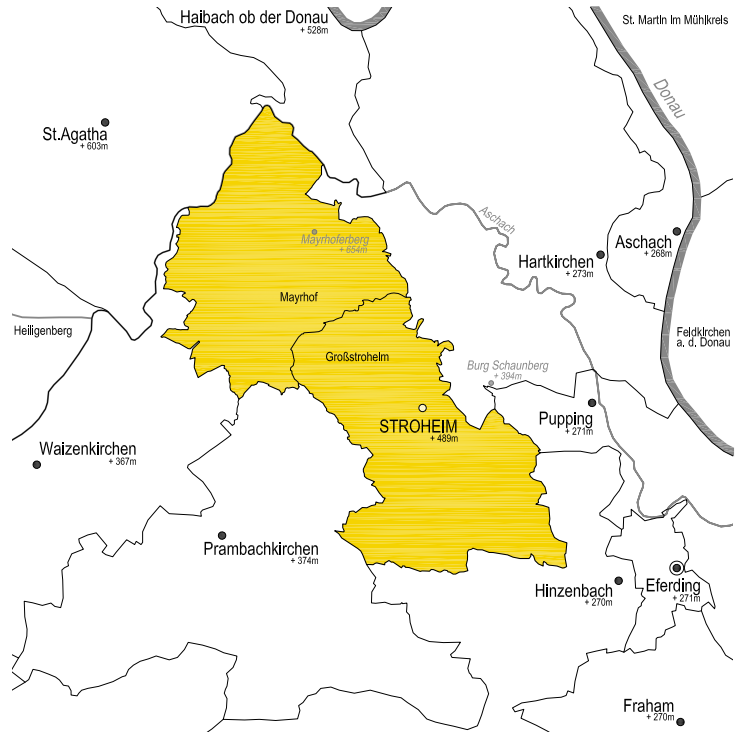 Haibach ob der Donau
+ 528m
St. Martin im Mühlkreis
Donau
St.Agatha
+ 603m
Aschach
Mayrhoferberg
+ 654m
Aschach
+ 268m
Hartkirchen
+ 273m
Mayrhof
Heiligenberg
Feldkirchen
a. d. Donau
Großstroheim
Burg Schaunberg
+ 394m
STROHEIM
+ 489m
Pupping
+ 271m
Waizenkirchen
+ 367m
Prambachkirchen
+ 374m
Hinzenbach
+ 270m
Eferding
+ 271m
Fraham
+ 270m